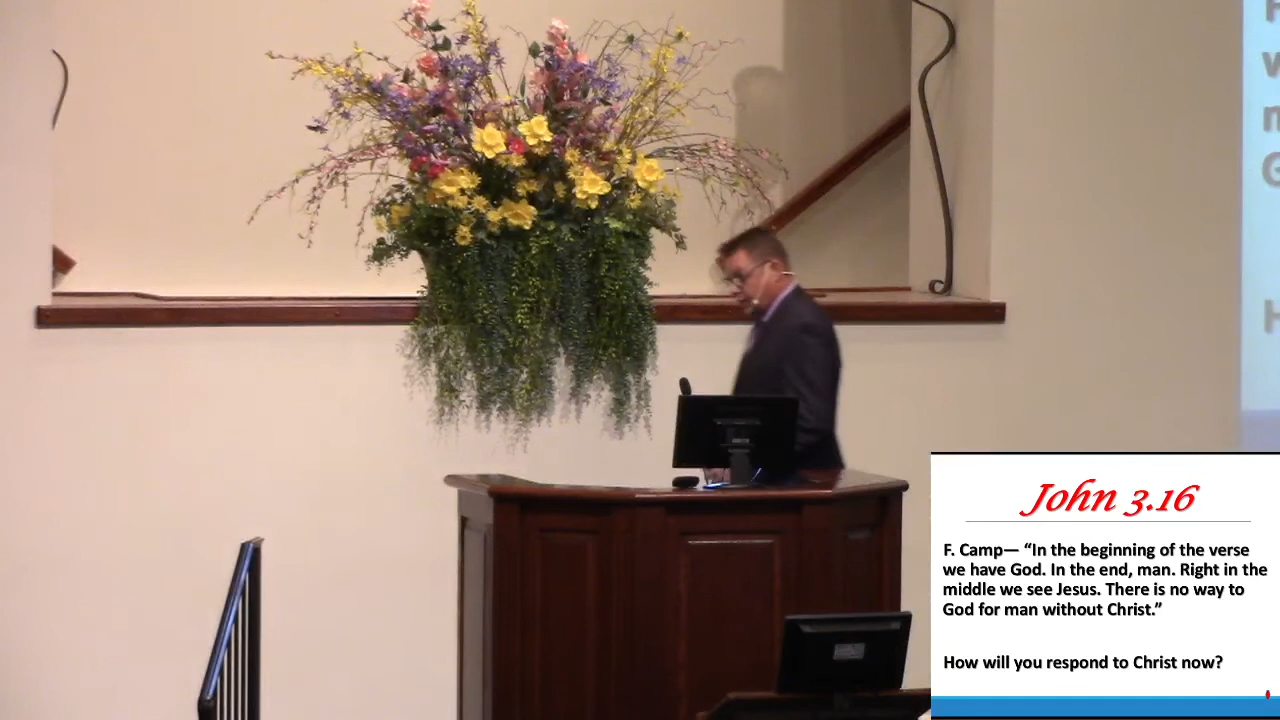 John 3.16
F. Camp— “In the beginning of the verse
we have God. In the end, man. Right in the
middle we see Jesus. There is no way to
God for man without Christ.”
How will you respond to Christ now?